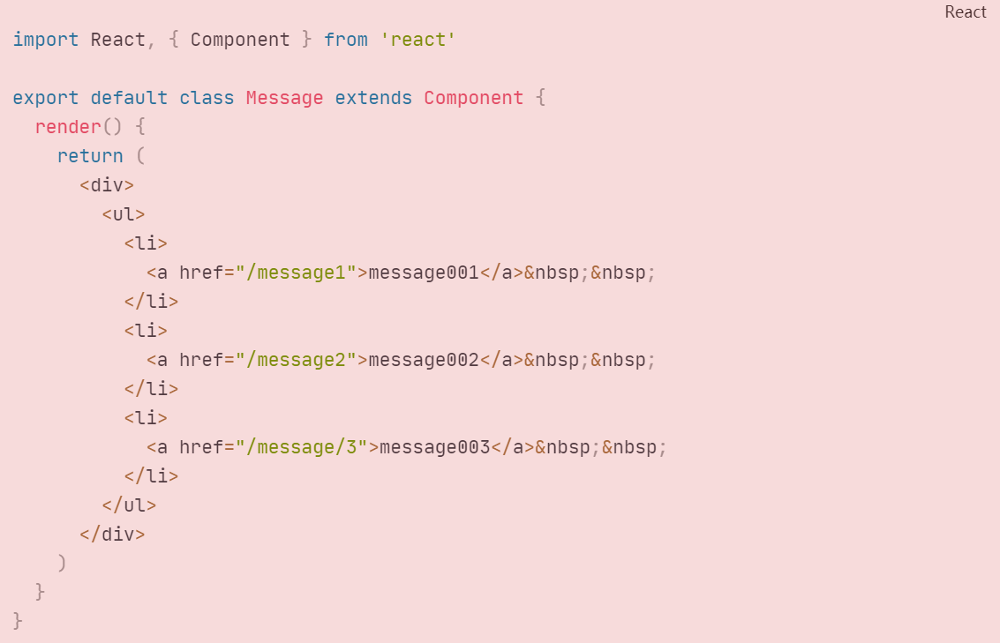 React
import React, { Component } from 'react'

export default class Message extends Component {
  render() {
    return (
      <div>
        <ul>
          <li>
            <a href="/message1">message001</a>&nbsp;&nbsp;
          </li>
          <li>
            <a href="/message2">message002</a>&nbsp;&nbsp;
          </li>
          <li>
            <a href="/message/3">message003</a>&nbsp;&nbsp;
          </li>
        </ul>
      </div>
    )
  }
}